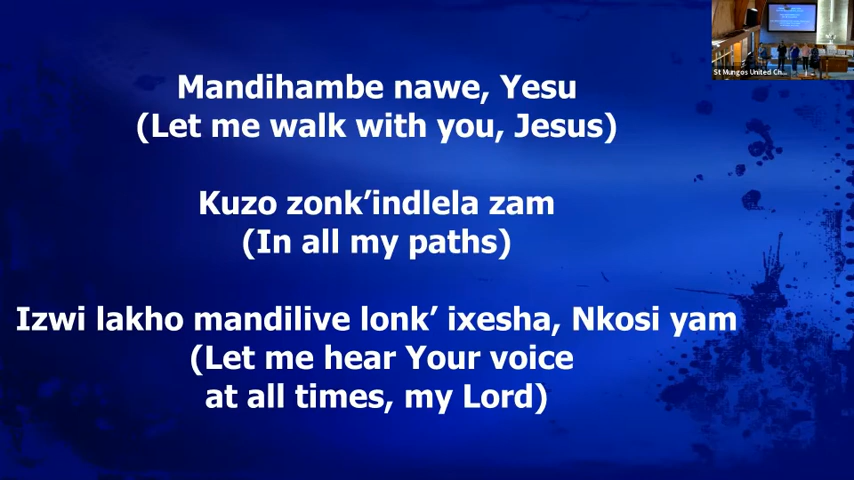 Mandihambe nawe, Yesu
(Let me walk with you, Jesus)
Kuzo zonk’indlela zam
(In all my paths)
Izwi lakho mandilive lonk’ ixesha, Nkosi yam
(Let me hear Your voice
at all times, my Lord)
St Mungos United Ch...